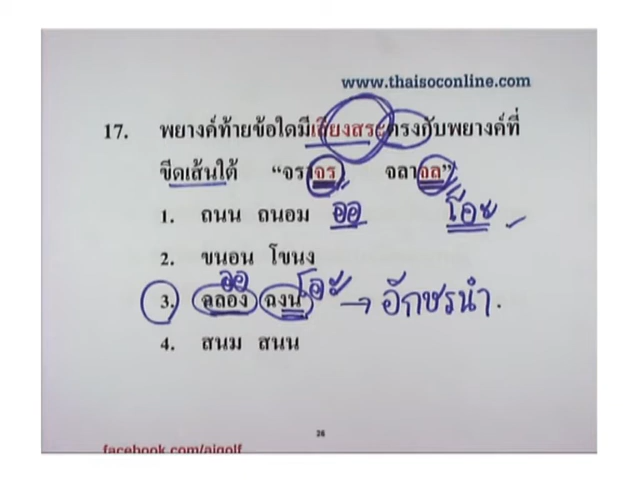 www.thaisoconline.com
17. พยางค์ท้ายข้อใดมีเสียงสระตรงกับพยางค์ที่
ขีดเส้นใต้ "จราจร จลาจล"
1. ถนน ถนอม ออ โอะ
2. ขนอน โขนง
ออ โอะ
3. ฉลอง ฉงน → อักษรนำ.
4. สนม สนน
26
facebook.com/aigolf